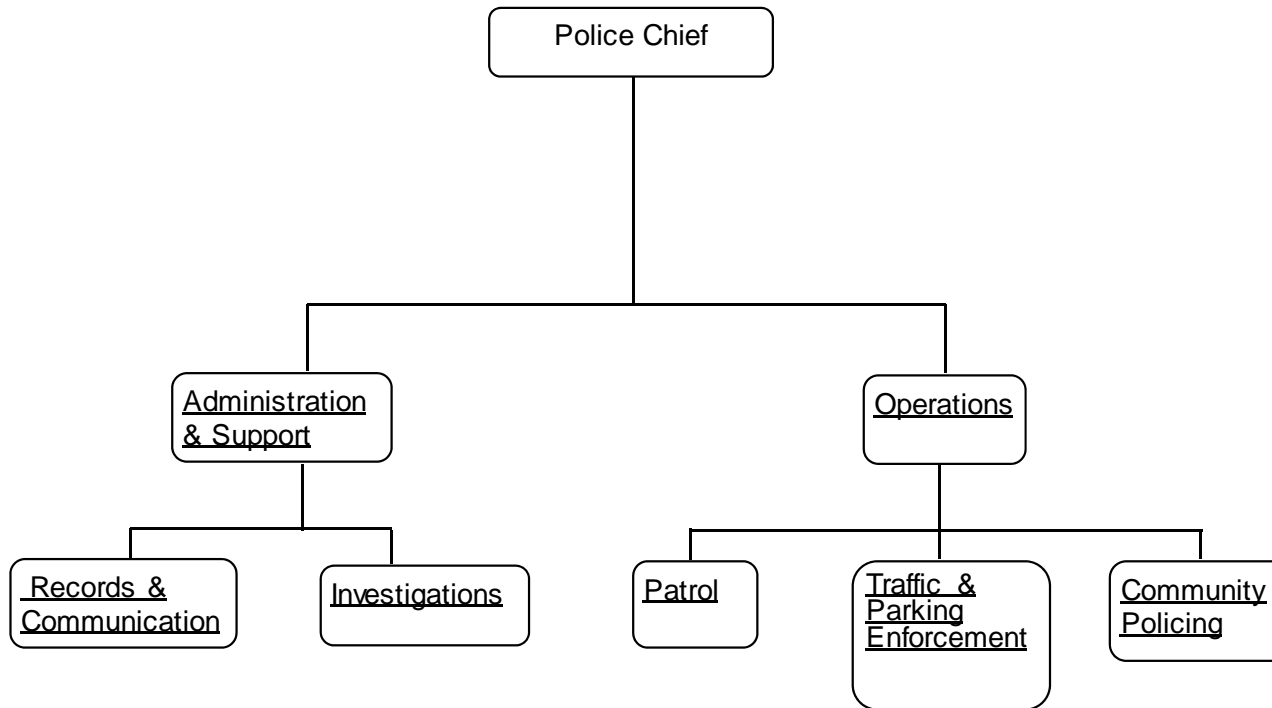 Police Chief
Administration
& Support
Operations
Records &
Communication
Investigations
Patrol
Traffic &
Parking
Enforcement
Community
Policing